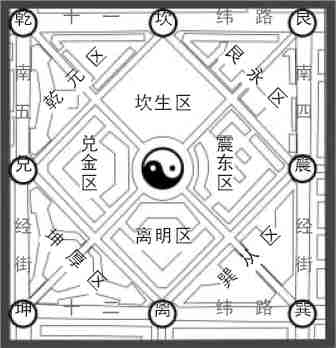 乾 十一 坎 纬路 艮
乾元区
艮永区
坎生区
南五
南四
兑金区
震东区
兑
震
离明区
经街
经街
坤厚区
巽从区
坤 十二 离 纬路 巽